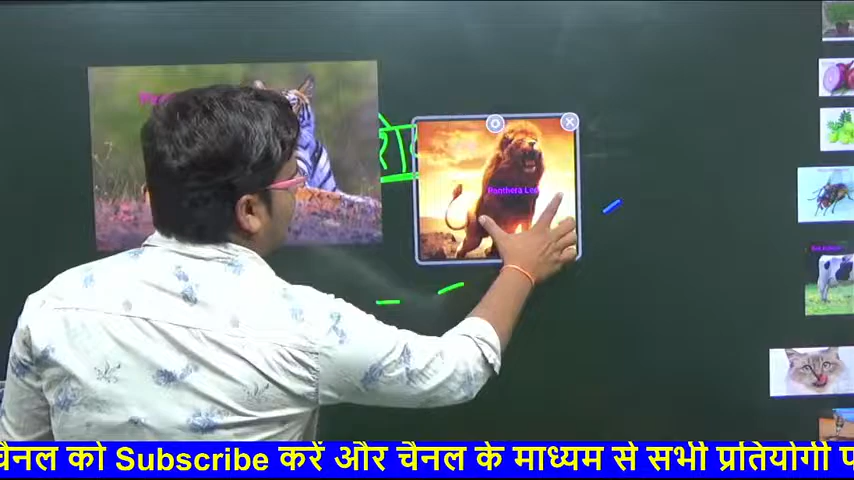 Panthera Leo
चैनल को Subscribe करें और चैनल के माध्यम से सभी प्रतियोगी